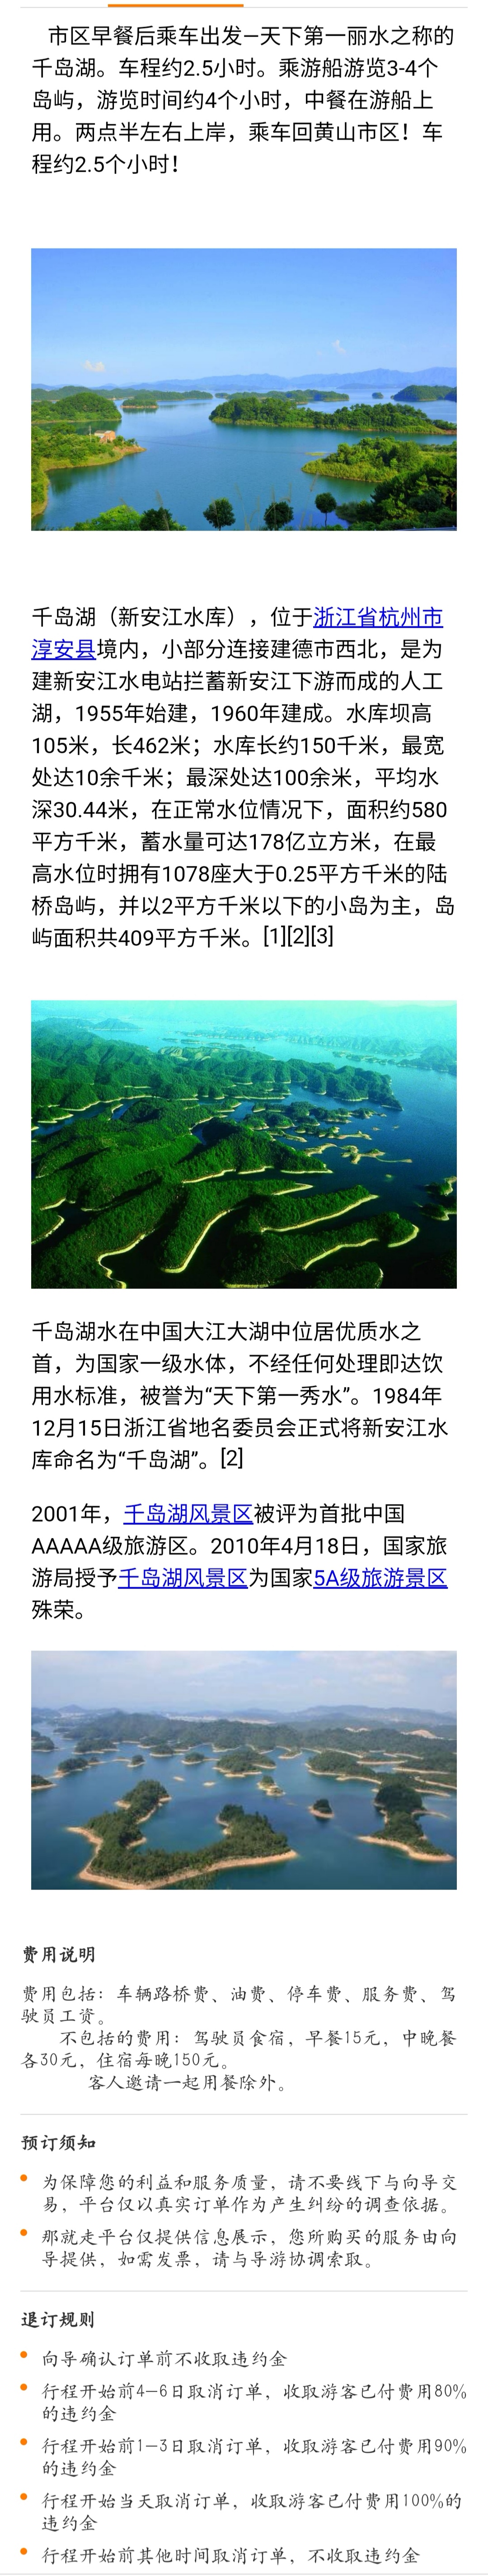 市区早餐后乘车出发—天下第一丽水之称的
千岛湖。车程约2.5小时。乘游船游览3-4个
岛屿，游览时间约4个小时，中餐在游船上
用。两点半左右上岸，乘车回黄山市区！车
程约2.5个小时！
千岛湖（新安江水库），位于浙江省杭州市
淳安县境内，小部分连接建德市西北，是为
建新安江水电站拦蓄新安江下游而成的人工
湖，1955年始建，1960年建成。水库坝高
105米，长462米；水库长约150千米，最宽
处达10余千米；最深处达100余米，平均水
深30.44米，在正常水位情况下，面积约580
平方千米，蓄水量可达178亿立方米，在最
高水位时拥有1078座大于0.25平方千米的陆
桥岛屿，并以2平方千米以下的小岛为主，岛
屿面积共409平方千米。[1][2][3]
千岛湖水在中国大江大湖中位居优质水之
首，为国家一级水体，不经任何处理即达饮
用水标准，被誉为“天下第一秀水”。1984年
12月15日浙江省地名委员会正式将新安江水
库命名为“千岛湖”。[2]
2001年，千岛湖风景区被评为首批中国
AAAAA级旅游区。2010年4月18日，国家旅
游局授予千岛湖风景区为国家5A级旅游景区
殊荣。
费用说明
费用包括：车辆路桥费、油费、停车费、服务费、驾
驶员工资。
不包括的费用：驾驶员食宿，早餐15元，中晚餐
各30元，住宿每晚150元。
客人邀请一起用餐除外。
预订须知
为保障您的利益和服务质量，请不要线下与向导交
易，平台仅以真实订单作为产生纠纷的调查依据。
那就走平台仅提供信息展示，您所购买的服务由向
导提供，如需发票，请与导游协调索取。
退订规则
向导确认订单前不收取违约金
行程开始前4—6日取消订单，收取游客已付费用80%
的违约金
行程开始前1—3日取消订单，收取游客已付费用90%
的违约金
行程开始当天取消订单，收取游客已付费用100%的
违约金
行程开始前其他时间取消订单，不收取违约金